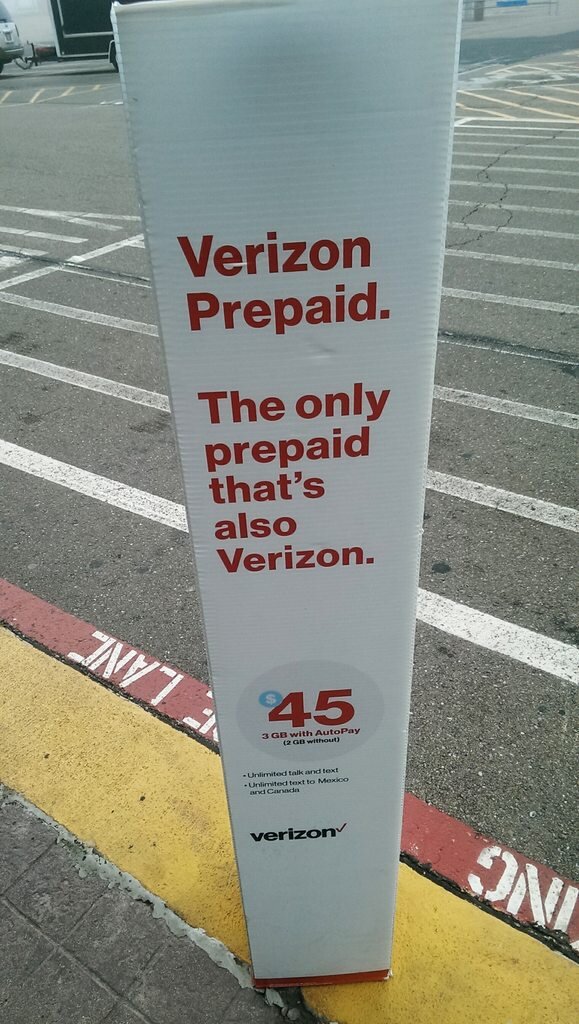 Verizon
Prepaid.
The only
prepaid
that's
also
Verizon.
$45
3 GB with AutoPay
(2 GB without)
• Unlimited talk and text
• Unlimited text to Mexico
and Canada
verizon✓
LANE